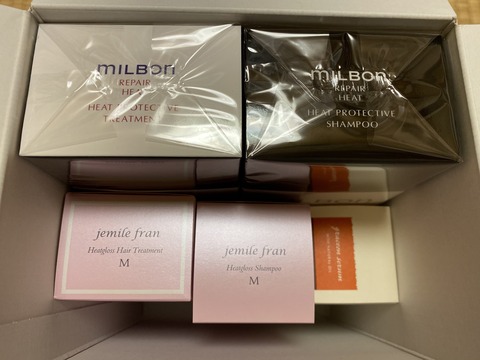 MILBON
REPAIR
HEAT
HEAT PROTECTIVE
TREATMENT
MILBON
REPAIR
HEAT
HEAT PROTECTIVE
SHAMPOO
jemile fran
Heatgloss Hair Treatment
M
jemile fran
Heatgloss Shampoo
M